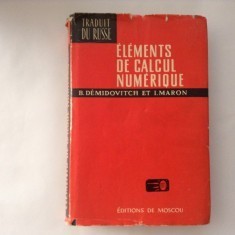 TRADUIT
DU RUSSE
ÉLÉMENTS
DE CALCUL
NUMÉRIQUE
B. DÉMIDOVITCH ET I. MARON
ÉDITIONS DE MOSCOU